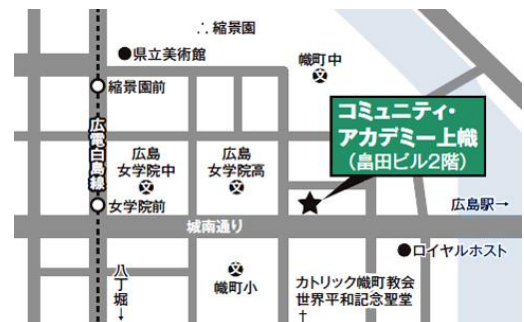 ∴縮景園
●県立美術館
幟町中
文
縮景園前
コミュニティ・
アカデミー上幟
(畠田ビル2階)
広電白島線
広島
女学院中
文
広島
女学院高
文
女学院前
広島駅→
城南通り
●ロイヤルホスト
八丁堀→
文
幟町小
カトリック幟町教会
世界平和記念聖堂